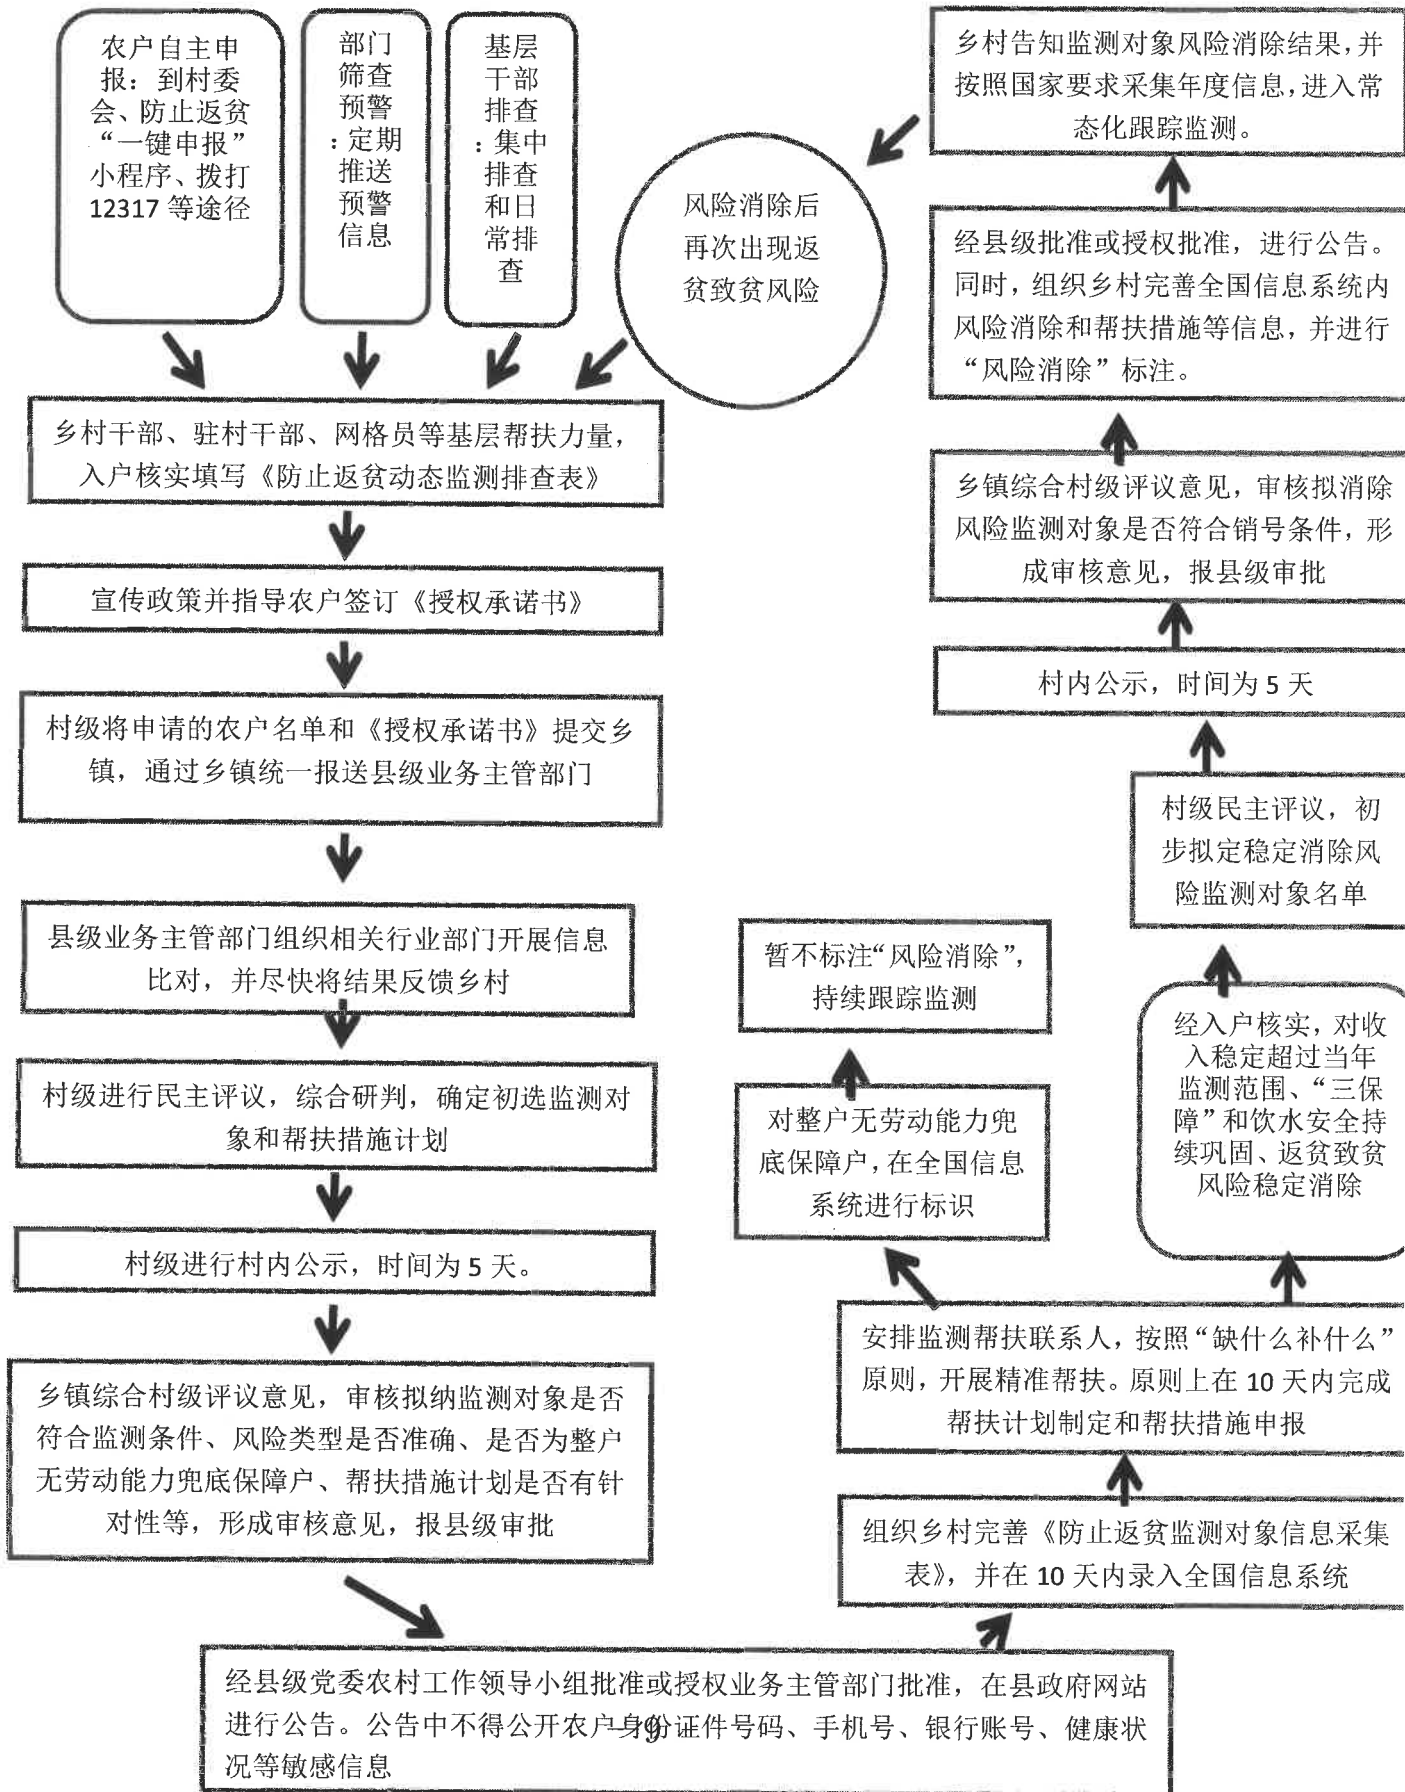 农户自主申
报：到村委
会、防止返贫
“一键申报”
小程序、拨打
12317 等途径
部门
筛查
预警
：定期
推送
预警
信息
基层
干部
排查
：集中
排查
和日
常排
查
风险消除后
再次出现返
贫致贫风险
乡村干部、驻村干部、网格员等基层帮扶力量，
入户核实填写《防止返贫动态监测排查表》
宣传政策并指导农户签订《授权承诺书》
村级将申请的农户名单和《授权承诺书》提交乡
镇，通过乡镇统一报送县级业务主管部门
县级业务主管部门组织相关行业部门开展信息
比对，并尽快将结果反馈乡村
村级进行民主评议，综合研判，确定初选监测对
象和帮扶措施计划
村级进行村内公示，时间为 5 天。
乡镇综合村级评议意见，审核拟纳监测对象是否
符合监测条件、风险类型是否准确、是否为整户
无劳动能力兜底保障户、帮扶措施计划是否有针
对性等，形成审核意见，报县级审批
经县级党委农村工作领导小组批准或授权业务主管部门批准，在县政府网站
进行公告。公告中不得公开农户身份证件号码、手机号、银行账号、健康状
况等敏感信息
— 9 —
组织乡村完善《防止返贫监测对象信息采集
表》，并在 10 天内录入全国信息系统
安排监测帮扶联系人，按照“缺什么补什么”
原则，开展精准帮扶。原则上在 10 天内完成
帮扶计划制定和帮扶措施申报
对整户无劳动能力兜
底保障户，在全国信息
系统进行标识
暂不标注“风险消除”，
持续跟踪监测
经入户核实，对收
入稳定超过当年
监测范围、“三保
障”和饮水安全持
续巩固、返贫致贫
风险稳定消除
村级民主评议，初
步拟定稳定消除风
险监测对象名单
村内公示，时间为 5 天
乡镇综合村级评议意见，审核拟消除
风险监测对象是否符合销号条件，形
成审核意见，报县级审批
经县级批准或授权批准，进行公告。
同时，组织乡村完善全国信息系统内
风险消除和帮扶措施等信息，并进行
“风险消除”标注。
乡村告知监测对象风险消除结果，并
按照国家要求采集年度信息，进入常
态化跟踪监测。